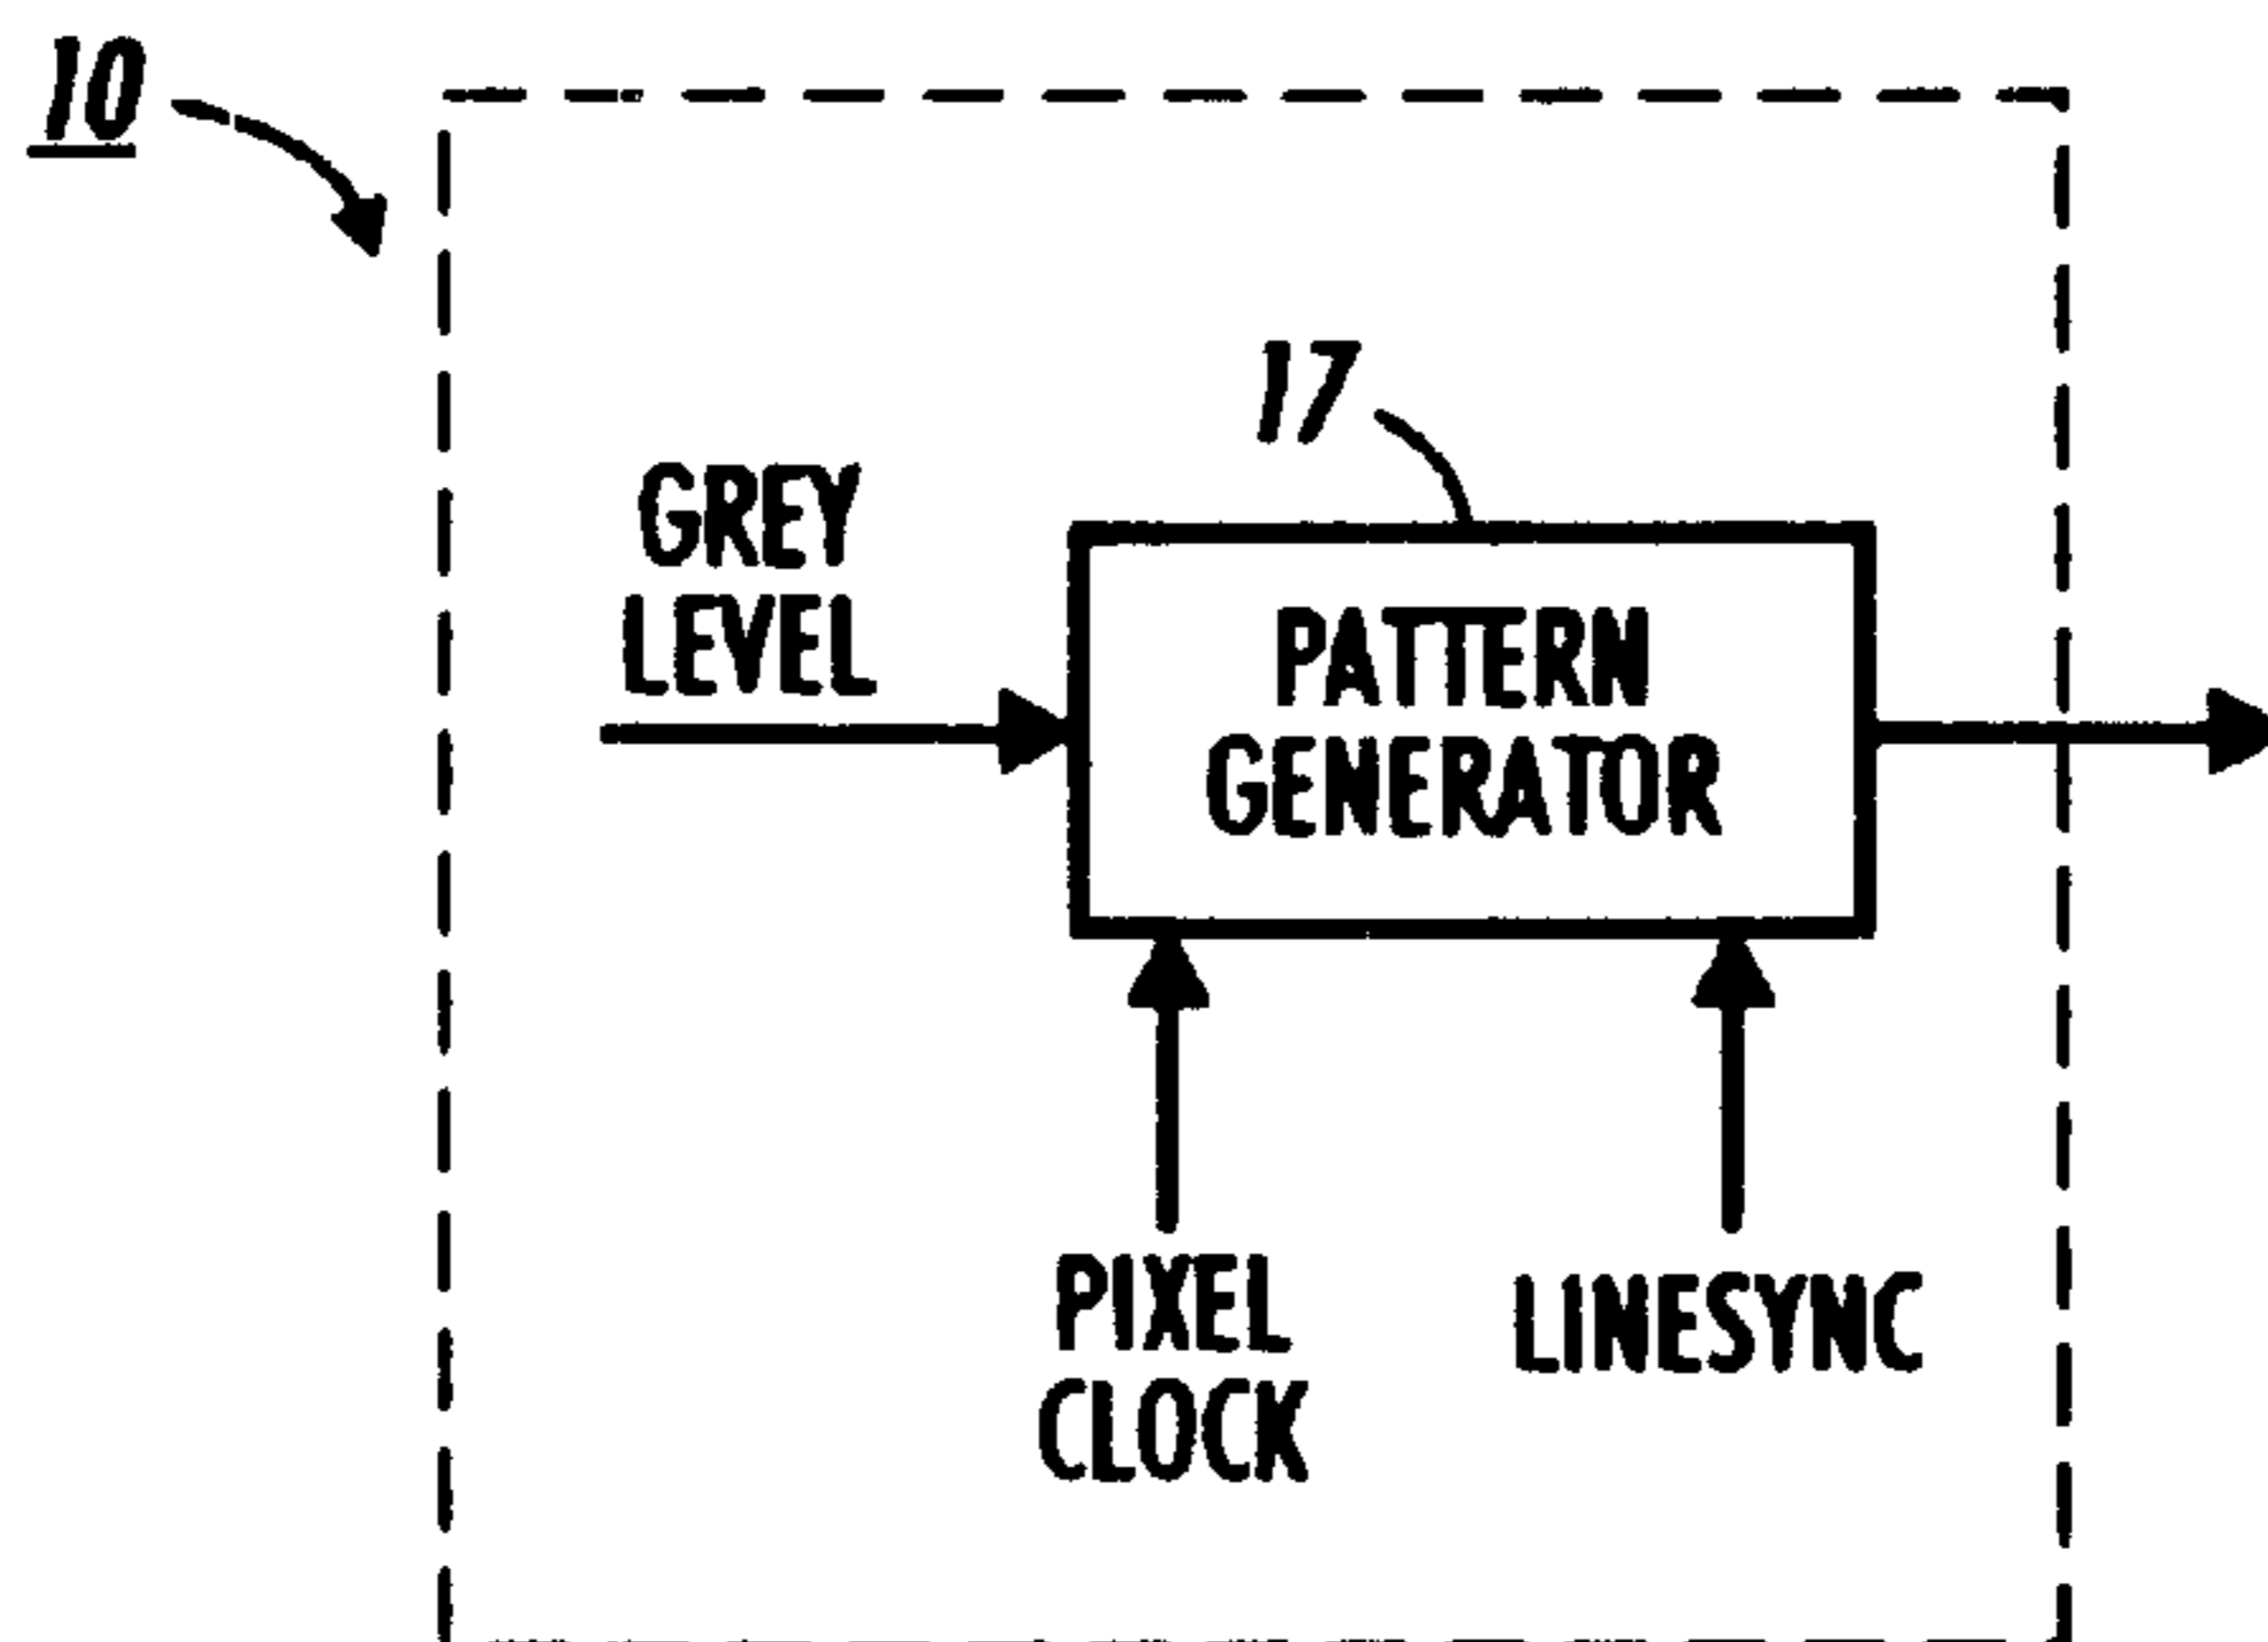 10
17
GREY
LEVEL
PATTERN
GENERATOR
PIXEL
CLOCK
LINESYNC